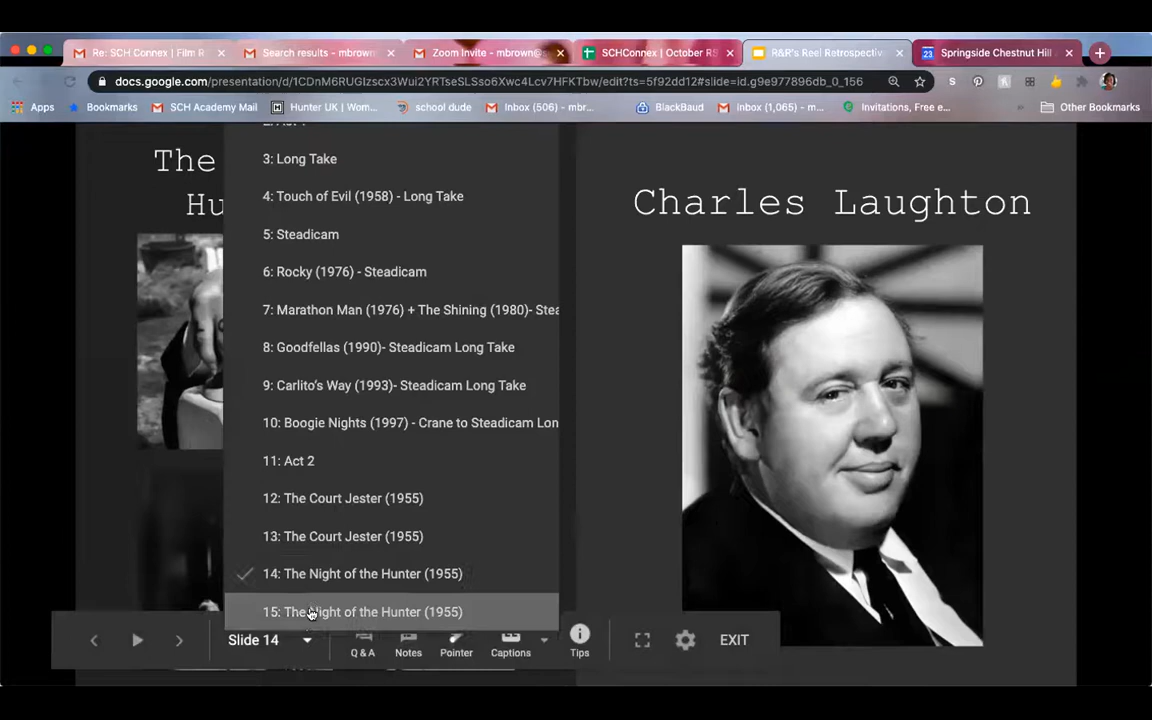 Re: SCH Connex | Film R
Search results - mbrown
Zoom Invite - mbrown@s
SCHConnex | October R
R&R's Reel Retrospectiv
Springside Chestnut Hill
docs.google.com/presentation/d/1CDnM6RUGIzscx3Wui2YRTseSLSso6Xwc4Lcv7HFKTbw/edit?ts=5f92dd12#slide=id.g9e977896db_0_156
Apps
Bookmarks
SCH Academy Mail
Hunter UK | Wom...
school dude
Inbox (506) - mbr...
BlackBaud
Inbox (1,065) - m...
Invitations, Free e...
Other Bookmarks
The
Hu
3: Long Take
4: Touch of Evil (1958) - Long Take
5: Steadicam
6: Rocky (1976) - Steadicam
7: Marathon Man (1976) + The Shining (1980)- Stea
8: Goodfellas (1990)- Steadicam Long Take
9: Carlito's Way (1993)- Steadicam Long Take
10: Boogie Nights (1997) - Crane to Steadicam Lon
11: Act 2
12: The Court Jester (1955)
13: The Court Jester (1955)
14: The Night of the Hunter (1955)
15: The Night of the Hunter (1955)
Charles Laughton
Slide 14
Q & A
Notes
Pointer
Captions
Tips
EXIT